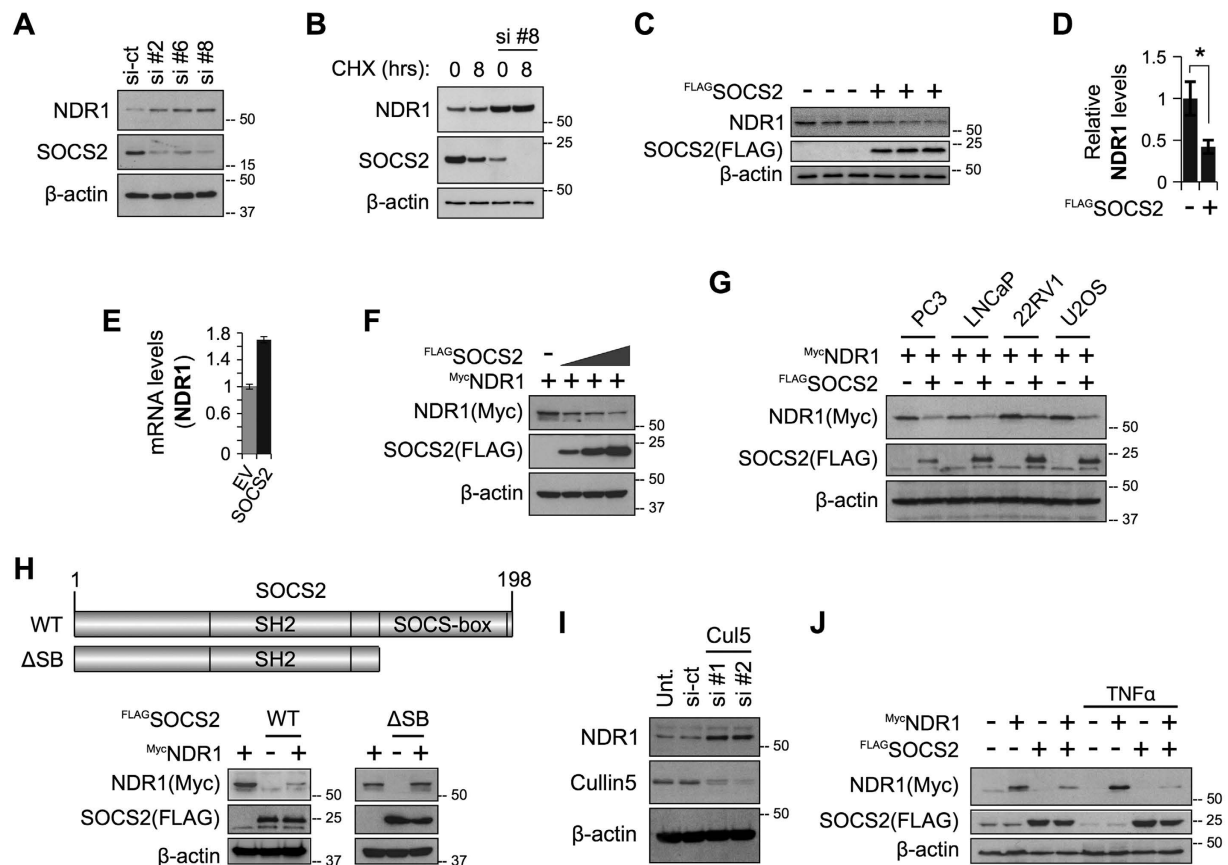 A
si-ct
si #2
si #6
si #8
NDR1
-- 50
SOCS2
-- 15
-- 50
β-actin
-- 37
B
si #8
CHX (hrs): 0 8 0 8
NDR1
-- 50
-- 25
SOCS2
-- 50
β-actin
C
FLAGSOCS2 - - - + + +
NDR1
-- 50
-- 25
SOCS2(FLAG)
β-actin
-- 50
D
Relative
NDR1 levels
1.5
1
0.5
0
*
FLAGSOCS2 - +
E
mRNA levels
(NDR1)
1.8
1.4
1
0.6
0
EV
SOCS2
F
FLAGSOCS2 -
MycNDR1 + + + +
NDR1(Myc)
-- 50
-- 25
SOCS2(FLAG)
-- 50
β-actin
-- 37
G
PC3
LNCaP
22RV1
U2OS
MycNDR1 + + + + + + + +
FLAGSOCS2 - + - + - + - +
NDR1(Myc)
-- 50
-- 25
SOCS2(FLAG)
-- 50
β-actin
-- 37
H
1 SOCS2 198
WT SH2 SOCS-box
ΔSB SH2
FLAGSOCS2 WT ΔSB
MycNDR1 + - + + - +
NDR1(Myc)
-- 50 -- 50
SOCS2(FLAG) -- 25 -- 25
β-actin
-- 37 -- 37
I
Cul5
Unt.
si-ct
si #1
si #2
NDR1
-- 50
Cullin5
-- 50
β-actin
-- 37
J
TNFα
MycNDR1 - + - + - + - +
FLAGSOCS2 - - + + - - + +
NDR1(Myc)
-- 50
SOCS2(FLAG) -- 25
-- 50
β-actin